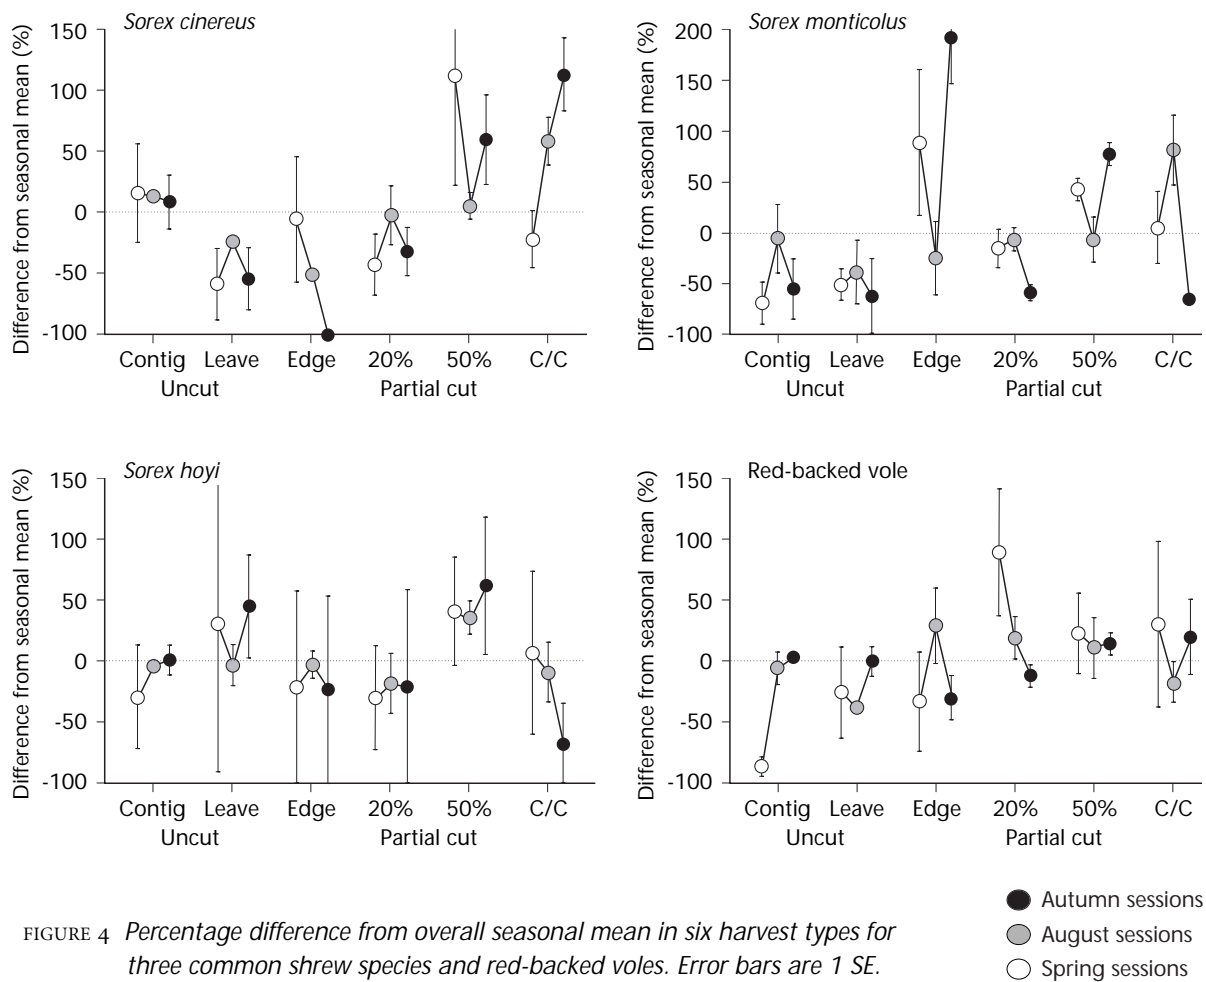 Sorex cinereus
Difference from seasonal mean (%)
150
100
50
0
-50
-100
Contig Leave Edge 20% 50% C/C
Uncut Partial cut
Sorex monticolus
Difference from seasonal mean (%)
200
150
100
50
0
-50
-100
Contig Leave Edge 20% 50% C/C
Uncut Partial cut
Sorex hoyi
Difference from seasonal mean (%)
150
100
50
0
-50
-100
Contig Leave Edge 20% 50% C/C
Uncut Partial cut
Red-backed vole
Difference from seasonal mean (%)
150
100
50
0
-50
-100
Contig Leave Edge 20% 50% C/C
Uncut Partial cut
Autumn sessions
August sessions
Spring sessions
FIGURE 4 Percentage difference from overall seasonal mean in six harvest types for
three common shrew species and red-backed voles. Error bars are 1 SE.